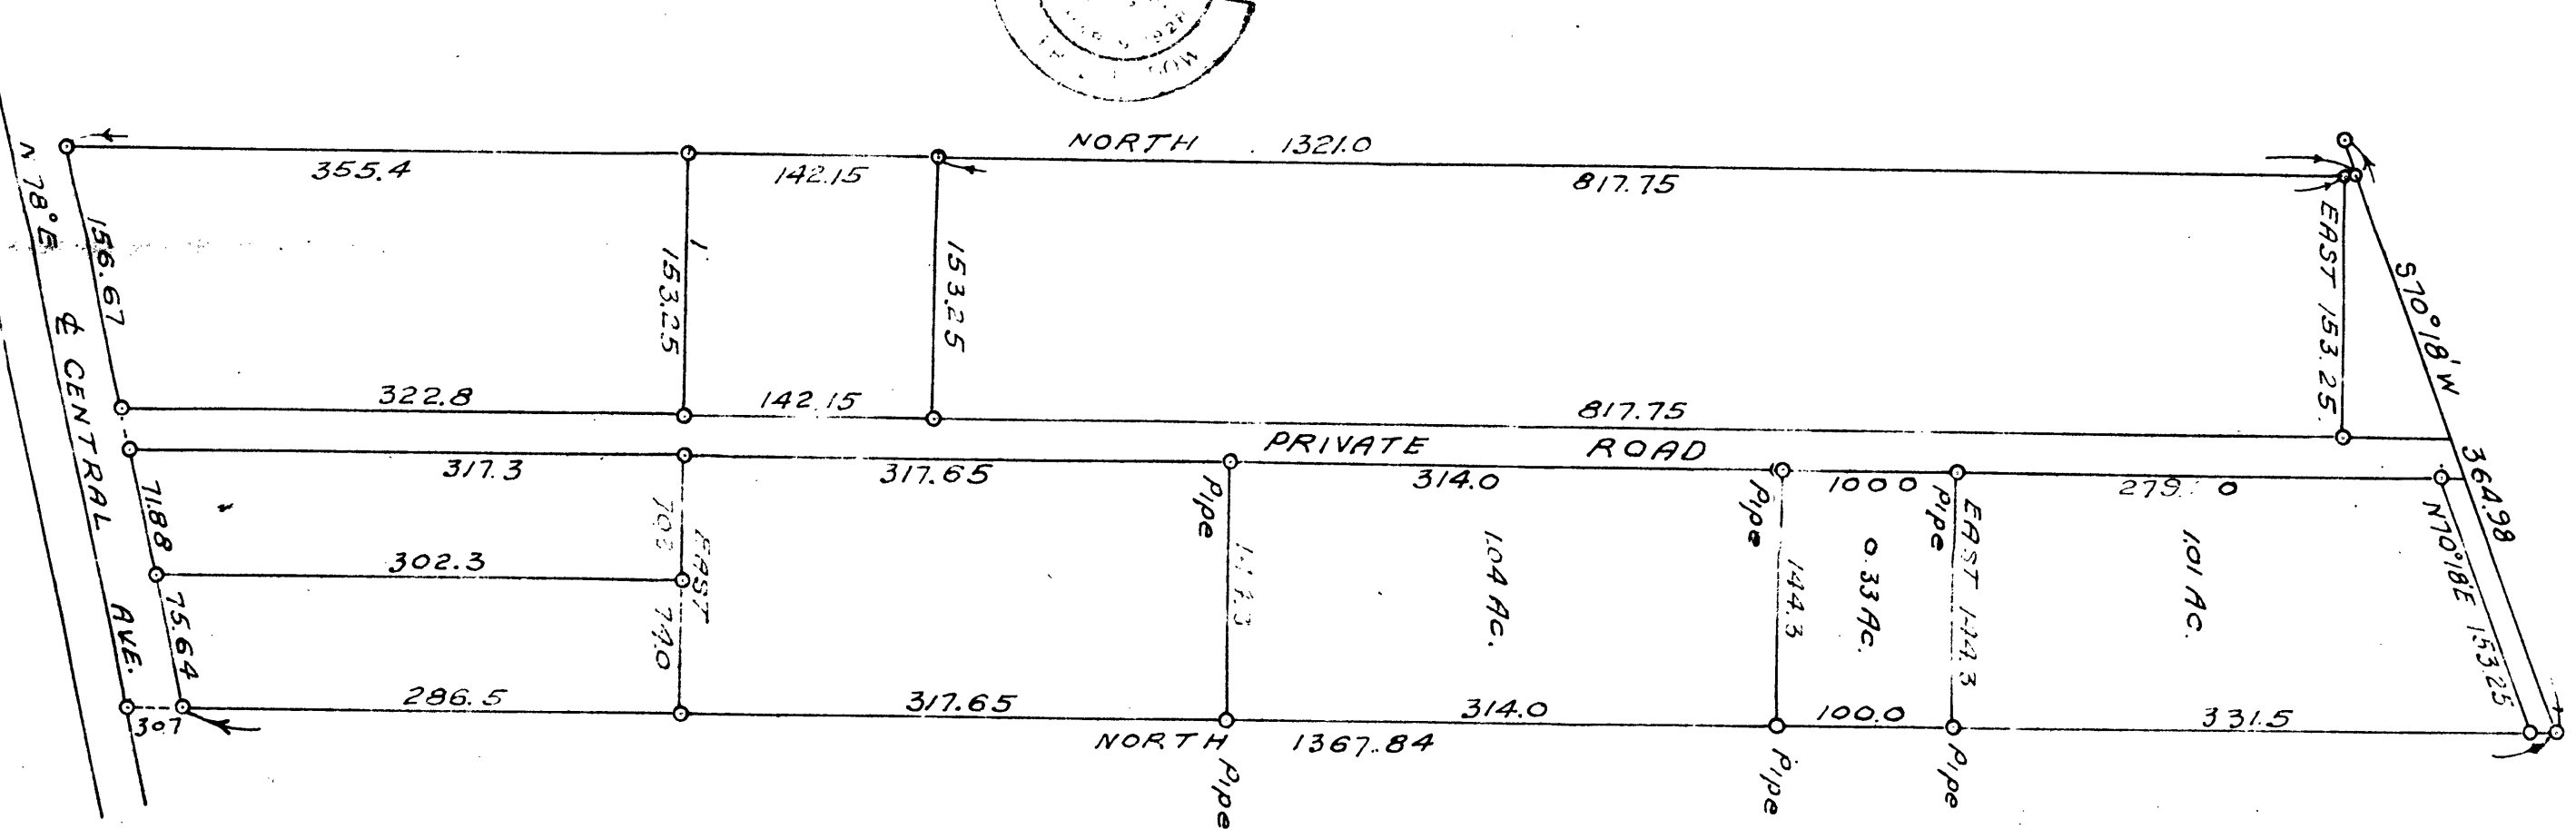 NORTH 1321.0
355.4
142.15
817.75
N 78° E
156.67
153.25
153.25
EAST 153.25
S70°18'W
364.98
℄ CENTRAL AVE.
322.8
142.15
817.75
PRIVATE ROAD
317.3
317.65
314.0
100 0
Pipe
Pipe
Pipe
71.88
EAST
74.0
302.3
1.04 Ac.
144.3
0.33 Ac.
EAST 144.3
1.01 Ac.
N70°18'E 153.25
75.64
286.5
317.65
314.0
100.0
331.5
30.7
NORTH 1367.84
Pipe
Pipe
Pipe